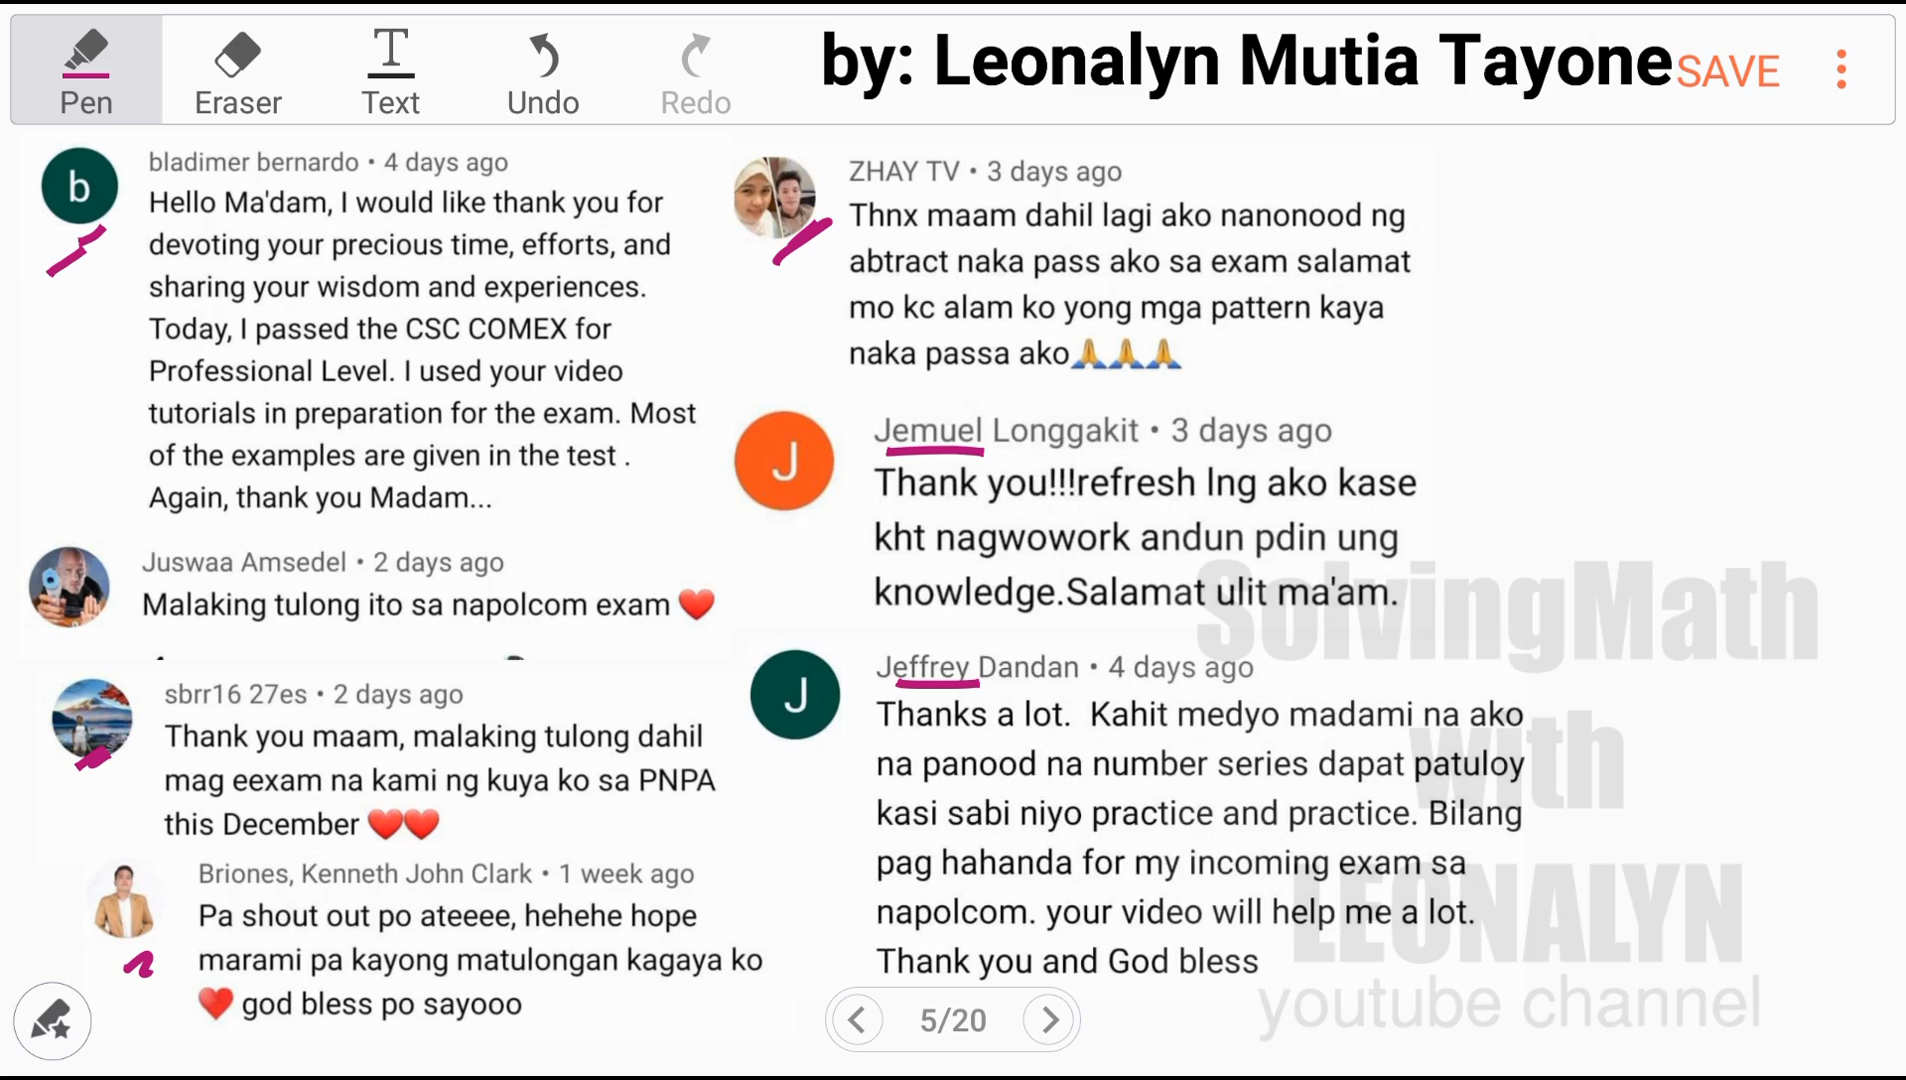 Pen
Eraser
Text
Undo
Redo
by: Leonalyn Mutia Tayone
SAVE
b
bladimer bernardo • 4 days ago
Hello Ma'dam, I would like thank you for
devoting your precious time, efforts, and
sharing your wisdom and experiences.
Today, I passed the CSC COMEX for
Professional Level. I used your video
tutorials in preparation for the exam. Most
of the examples are given in the test .
Again, thank you Madam...
Juswaa Amsedel • 2 days ago
Malaking tulong ito sa napolcom exam ❤️
sbrr16 27es • 2 days ago
Thank you maam, malaking tulong dahil
mag eexam na kami ng kuya ko sa PNPA
this December ❤️❤️
Briones, Kenneth John Clark • 1 week ago
Pa shout out po ateeee, hehehe hope
marami pa kayong matulongan kagaya ko
❤️ god bless po sayooo
ZHAY TV • 3 days ago
Thnx maam dahil lagi ako nanonood ng
abtract naka pass ako sa exam salamat
mo kc alam ko yong mga pattern kaya
naka passa ako🙏🙏🙏
J
Jemuel Longgakit • 3 days ago
Thank you!!!refresh lng ako kase
kht nagwowork andun pdin ung
knowledge.Salamat ulit ma'am.
J
Jeffrey Dandan • 4 days ago
Thanks a lot.  Kahit medyo madami na ako
na panood na number series dapat patuloy
kasi sabi niyo practice and practice. Bilang
pag hahanda for my incoming exam sa
napolcom. your video will help me a lot.
Thank you and God bless
SolvingMath
with
LEONALYN
youtube channel
5/20